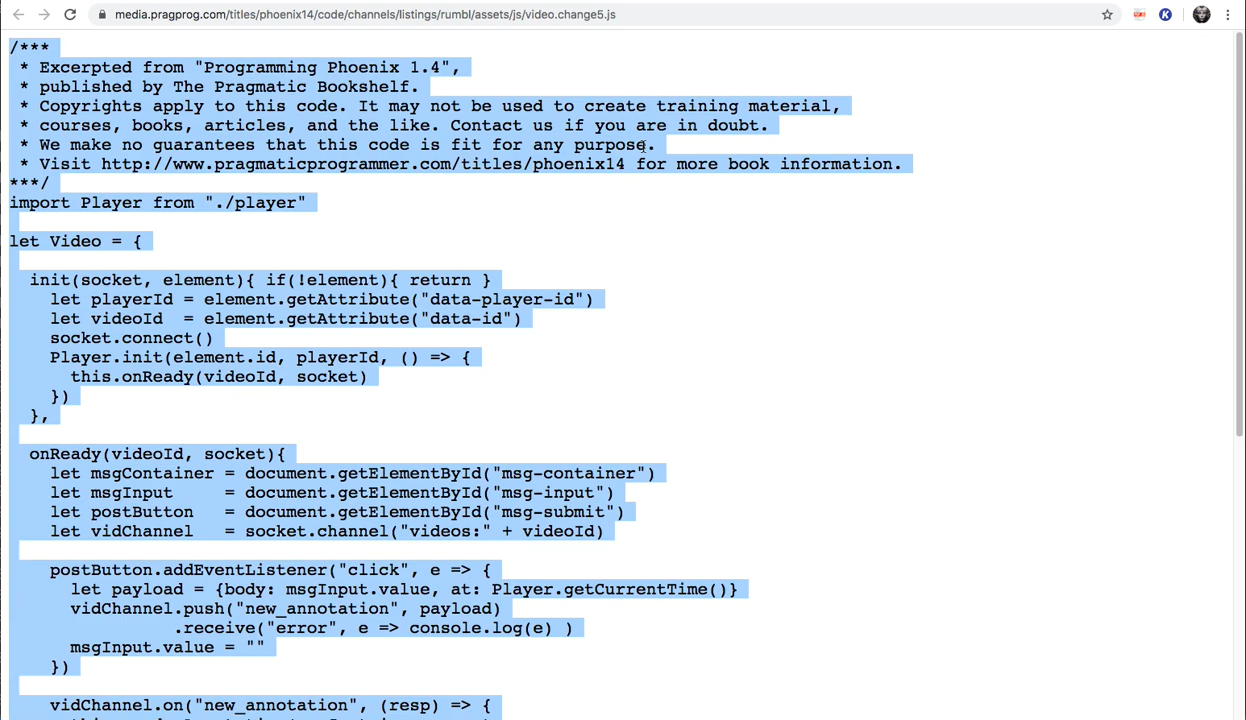 media.pragprog.com/titles/phoenix14/code/channels/listings/rumbl/assets/js/video.change5.js
/***
 * Excerpted from "Programming Phoenix 1.4",
 * published by The Pragmatic Bookshelf.
 * Copyrights apply to this code. It may not be used to create training material,
 * courses, books, articles, and the like. Contact us if you are in doubt.
 * We make no guarantees that this code is fit for any purpose.
 * Visit http://www.pragmaticprogrammer.com/titles/phoenix14 for more book information.
***/
import Player from "./player"

let Video = {

  init(socket, element){ if(!element){ return }
    let playerId = element.getAttribute("data-player-id")
    let videoId  = element.getAttribute("data-id")
    socket.connect()
    Player.init(element.id, playerId, () => {
      this.onReady(videoId, socket)
    })
  },

  onReady(videoId, socket){
    let msgContainer = document.getElementById("msg-container")
    let msgInput     = document.getElementById("msg-input")
    let postButton   = document.getElementById("msg-submit")
    let vidChannel   = socket.channel("videos:" + videoId)

    postButton.addEventListener("click", e => {
      let payload = {body: msgInput.value, at: Player.getCurrentTime()}
      vidChannel.push("new_annotation", payload)
                .receive("error", e => console.log(e) )
      msgInput.value = ""
    })

    vidChannel.on("new_annotation", (resp) => {